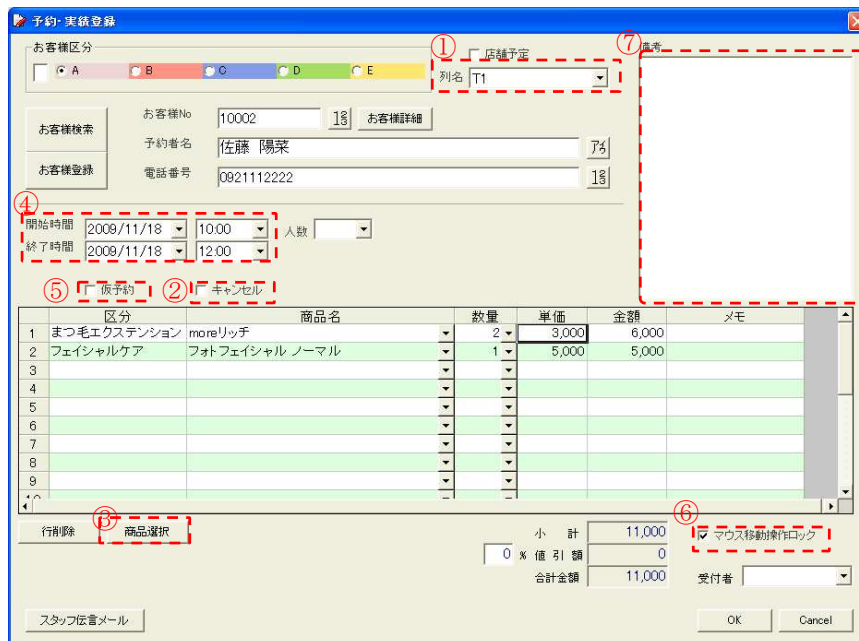 予約・実績登録
お客様区分
A B C D E
① 店舗予定
列名 T1
⑦ 備考
お客様検索
お客様登録
お客様No 10002 お客様詳細
予約者名 佐藤 陽菜
電話番号 0921112222
④
開始時間 2009/11/18 10:00 人数
終了時間 2009/11/18 12:00
⑤ 仮予約 ② キャンセル
区分 商品名 数量 単価 金額 メモ
1 まつ毛エクステンション moreリッチ 2 3,000 6,000
2 フェイシャルケア フォトフェイシャル ノーマル 1 5,000 5,000
3
4
5
6
7
8
9
10
行削除 ③ 商品選択
小計 11,000
0 % 値引額 0
合計金額 11,000
⑥ マウス移動操作ロック
受付者
スタッフ伝言メール OK Cancel